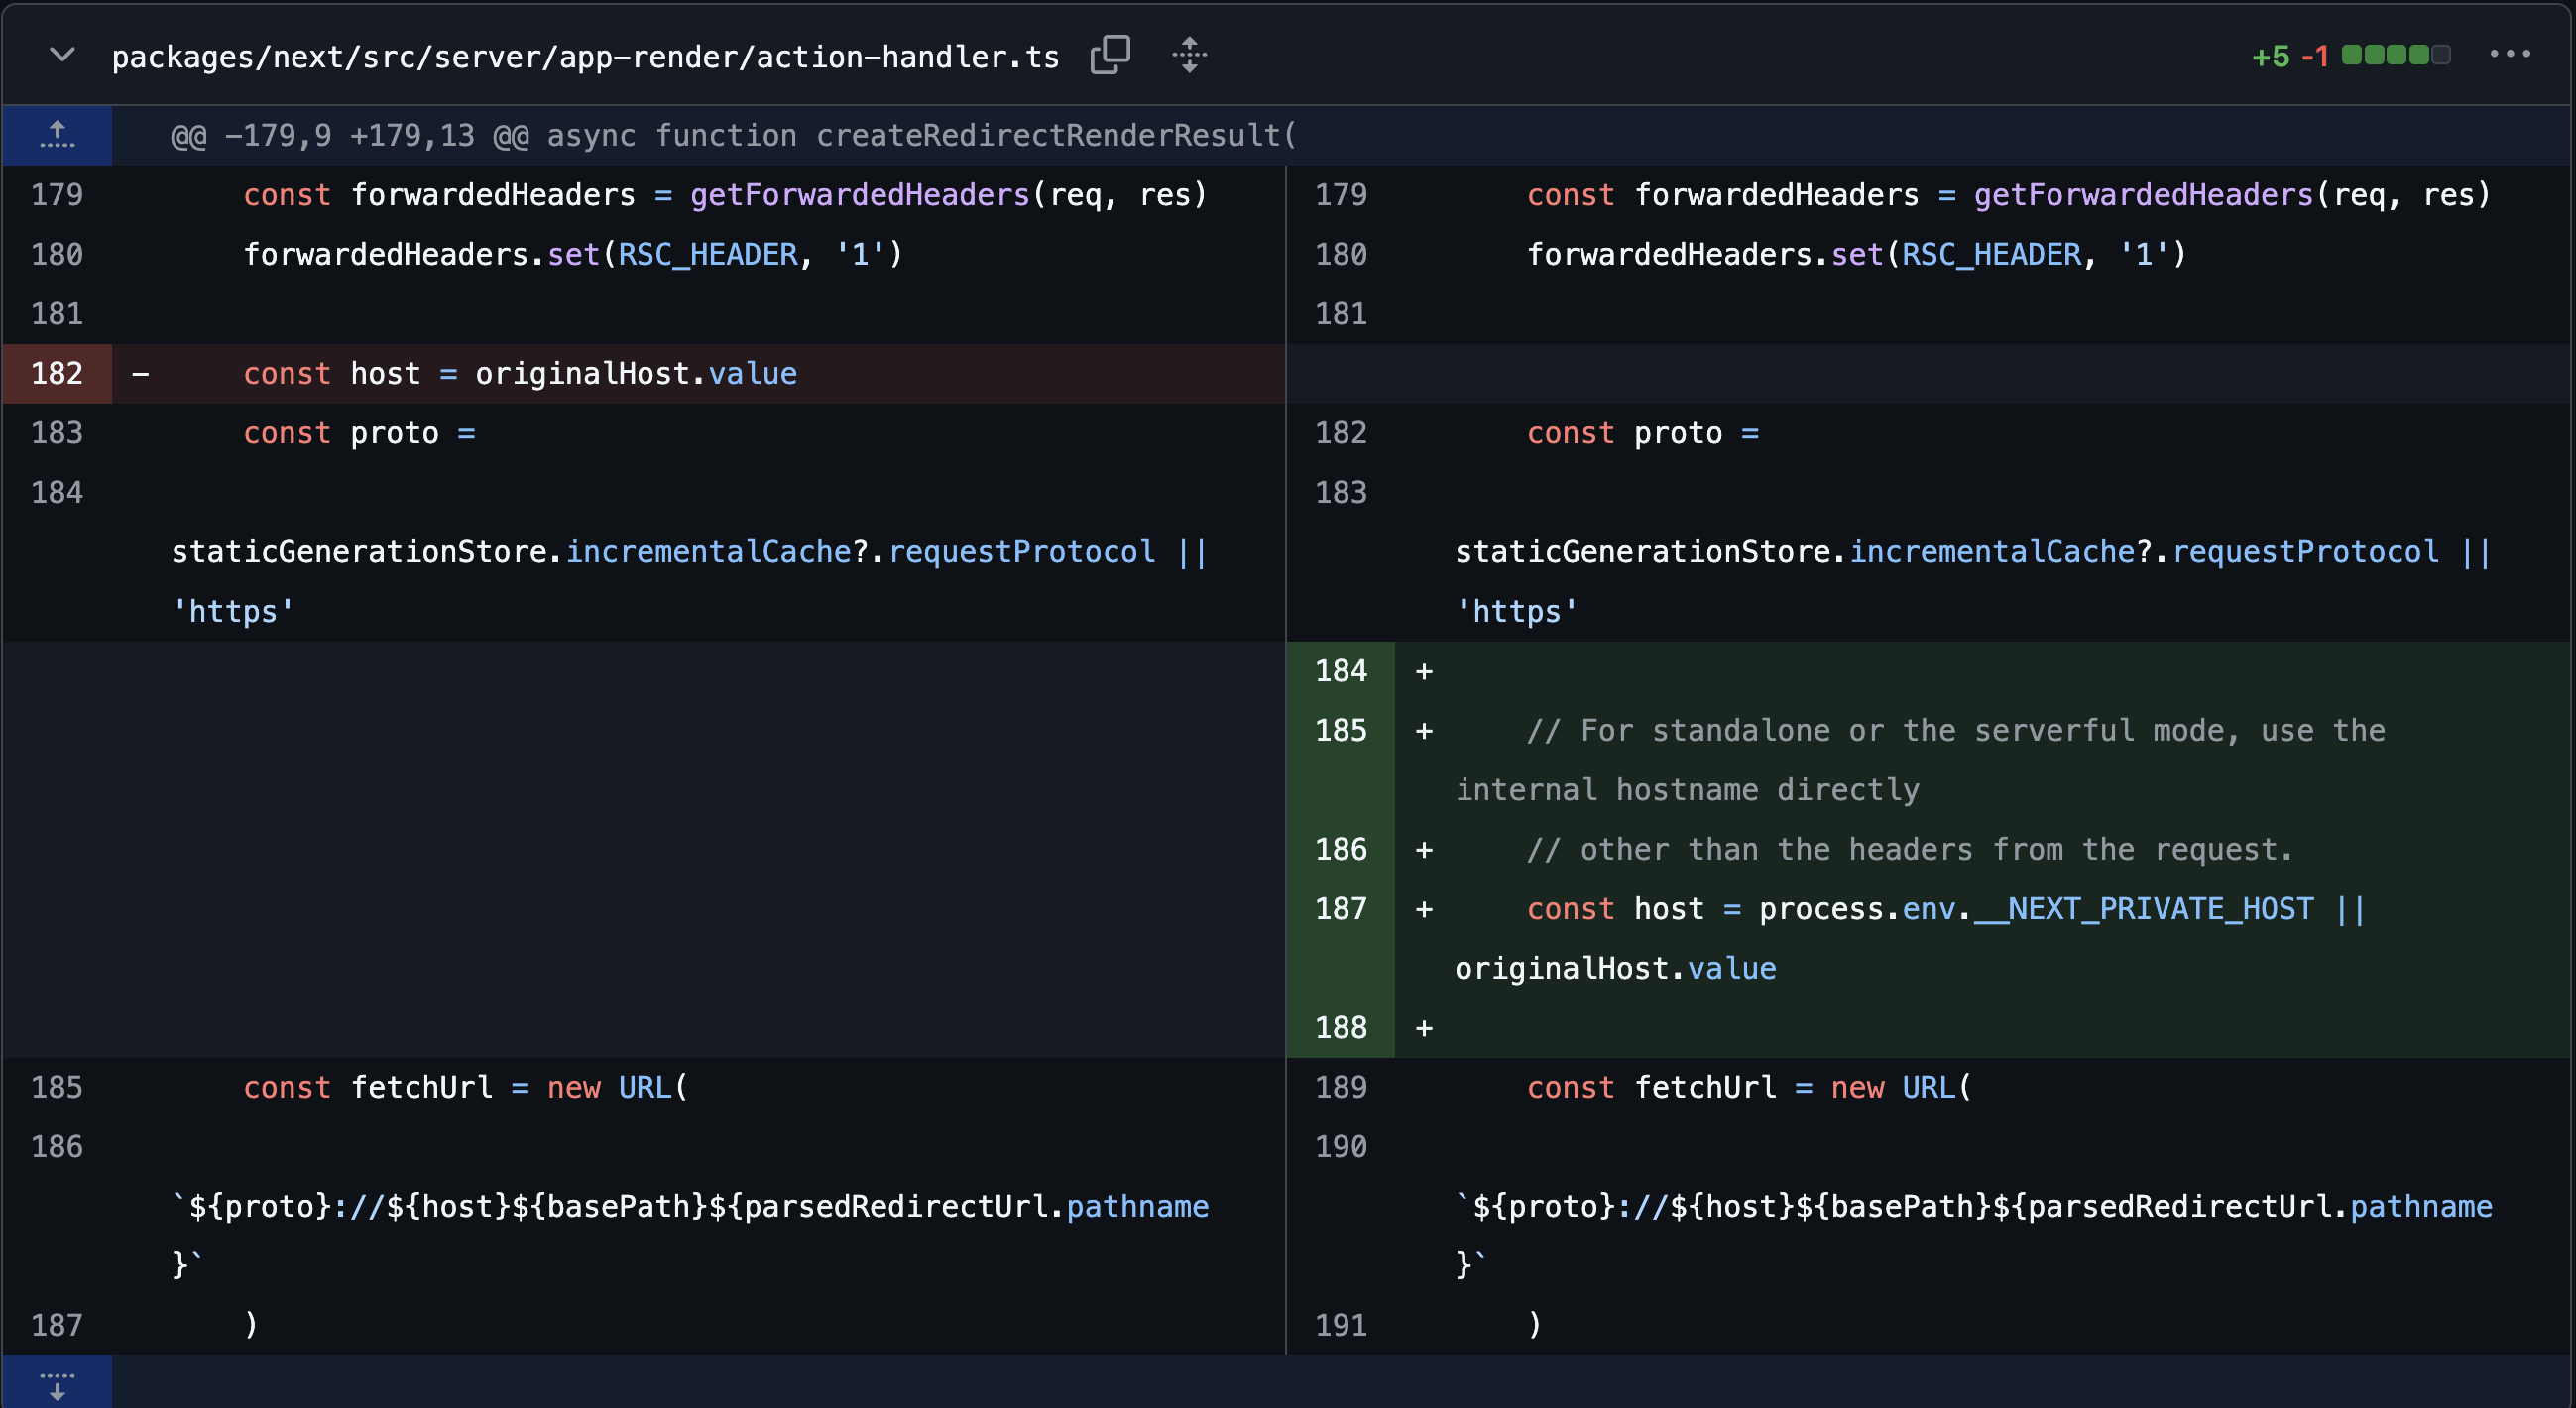 packages/next/src/server/app-render/action-handler.ts
+5 -1
@@ -179,9 +179,13 @@ async function createRedirectRenderResult(
179 const forwardedHeaders = getForwardedHeaders(req, res)
180 forwardedHeaders.set(RSC_HEADER, '1')
181
182 - const host = originalHost.value
183 const proto =
184
staticGenerationStore.incrementalCache?.requestProtocol ||
'https'
185 const fetchUrl = new URL(
186
`${proto}://${host}${basePath}${parsedRedirectUrl.pathname
}`
187 )
179 const forwardedHeaders = getForwardedHeaders(req, res)
180 forwardedHeaders.set(RSC_HEADER, '1')
181
182 const proto =
183
staticGenerationStore.incrementalCache?.requestProtocol ||
'https'
184 +
185 + // For standalone or the serverful mode, use the
internal hostname directly
186 + // other than the headers from the request.
187 + const host = process.env.__NEXT_PRIVATE_HOST ||
originalHost.value
188 +
189 const fetchUrl = new URL(
190
`${proto}://${host}${basePath}${parsedRedirectUrl.pathname
}`
191 )